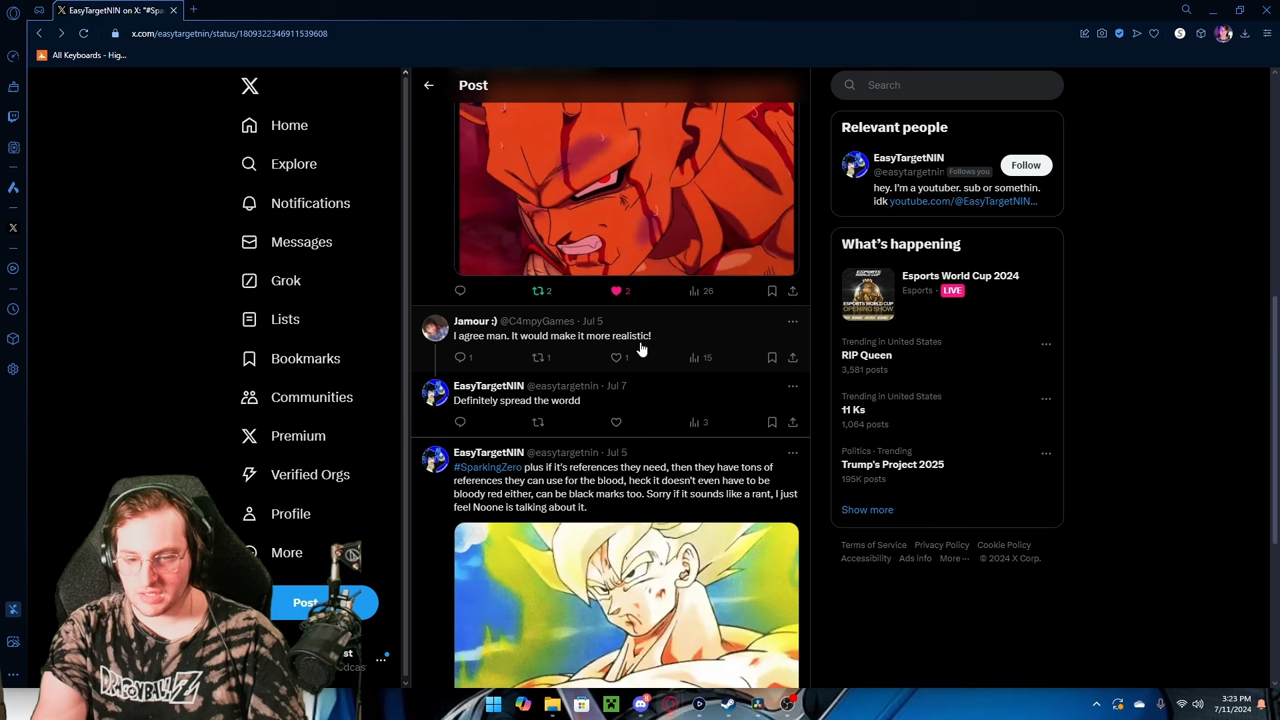 EasyTargetNIN on X: "#Spa
x.com/easytargetnin/status/1809322346911539608
All Keyboards - Hig...
Post
Home
Explore
Notifications
Messages
Grok
Lists
Bookmarks
Communities
Premium
Verified Orgs
Profile
More
Post
st
dcas
2
2
26
Jamour :) @C4mpyGames · Jul 5
I agree man. It would make it more realistic!
1
1
1
15
EasyTargetNIN @easytargetnin · Jul 7
Definitely spread the wordd
3
EasyTargetNIN @easytargetnin · Jul 5
#SparkingZero plus if it's references they need, then they have tons of
references they can use for the blood, heck it doesn't even have to be
bloody red either, can be black marks too. Sorry if it sounds like a rant, I just
feel Noone is talking about it.
Search
Relevant people
EasyTargetNIN
@easytargetnin Follows you
Follow
hey. I'm a youtuber. sub or somethin.
idk youtube.com/@EasyTargetNIN...
What's happening
Esports World Cup 2024
Esports · LIVE
ESPORTS
WORLD CUP
OPENING SHOW
Trending in United States
RIP Queen
3,581 posts
Trending in United States
11 Ks
1,064 posts
Politics · Trending
Trump's Project 2025
195K posts
Show more
Terms of Service Privacy Policy Cookie Policy
Accessibility Ads info More ··· © 2024 X Corp.
DRAGONBALL Z
3:23 PM
7/11/2024